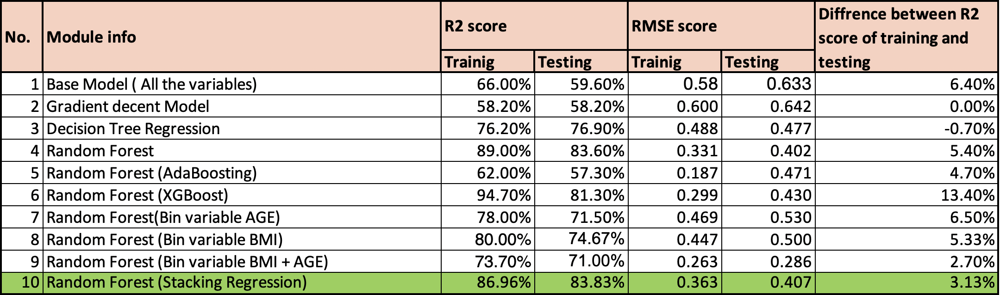 No. Module info R2 score RMSE score Diffrence between R2 score of training and testing
Trainig Testing Trainig Testing
1 Base Model ( All the variables) 66.00% 59.60% 0.58 0.633 6.40%
2 Gradient decent Model 58.20% 58.20% 0.600 0.642 0.00%
3 Decision Tree Regression 76.20% 76.90% 0.488 0.477 -0.70%
4 Random Forest 89.00% 83.60% 0.331 0.402 5.40%
5 Random Forest (AdaBoosting) 62.00% 57.30% 0.187 0.471 4.70%
6 Random Forest (XGBoost) 94.70% 81.30% 0.299 0.430 13.40%
7 Random Forest(Bin variable AGE) 78.00% 71.50% 0.469 0.530 6.50%
8 Random Forest (Bin variable BMI) 80.00% 74.67% 0.447 0.500 5.33%
9 Random Forest (Bin variable BMI + AGE) 73.70% 71.00% 0.263 0.286 2.70%
10 Random Forest (Stacking Regression) 86.96% 83.83% 0.363 0.407 3.13%